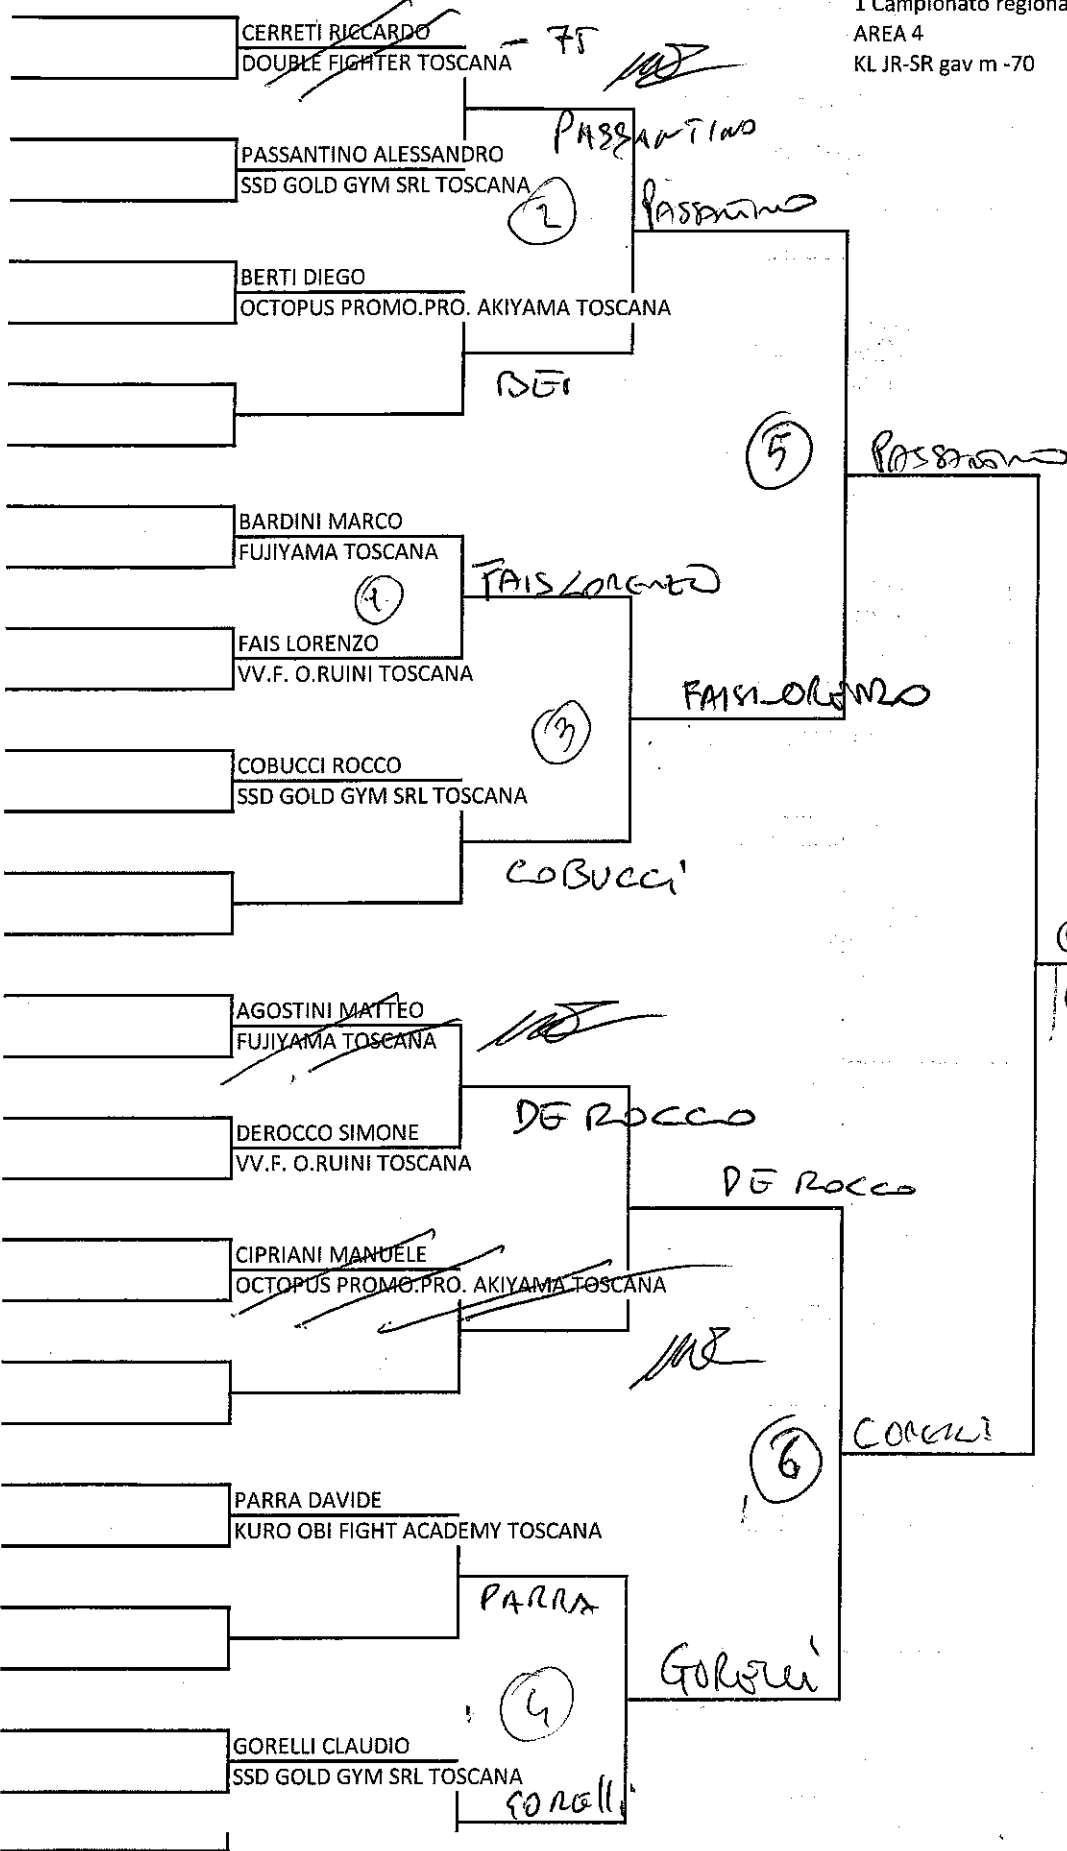 1 Campionato regiona
AREA 4
KL JR-SR gav m -70
CERRETI RICCARDO
DOUBLE FIGHTER TOSCANA
- 75
PASSANTINO
PASSANTINO ALESSANDRO
SSD GOLD GYM SRL TOSCANA
2
PASSANTINO
BERTI DIEGO
OCTOPUS PROMO.PRO. AKIYAMA TOSCANA
5
PASSANTINO
BARDINI MARCO
FUJIYAMA TOSCANA
1
FAIS LORENZO
FAIS LORENZO
VV.F. O.RUINI TOSCANA
FAIS LORENZO
3
COBUCCI ROCCO
SSD GOLD GYM SRL TOSCANA
COBUCCI
AGOSTINI MATTEO
FUJIYAMA TOSCANA
DE ROCCO
DEROCCO SIMONE
VV.F. O.RUINI TOSCANA
DE ROCCO
CIPRIANI MANUELE
OCTOPUS PROMO.PRO. AKIYAMA TOSCANA
6
GORELLI
PARRA DAVIDE
KURO OBI FIGHT ACADEMY TOSCANA
PARRA
GORELLI
4
GORELLI CLAUDIO
SSD GOLD GYM SRL TOSCANA
GORELLI